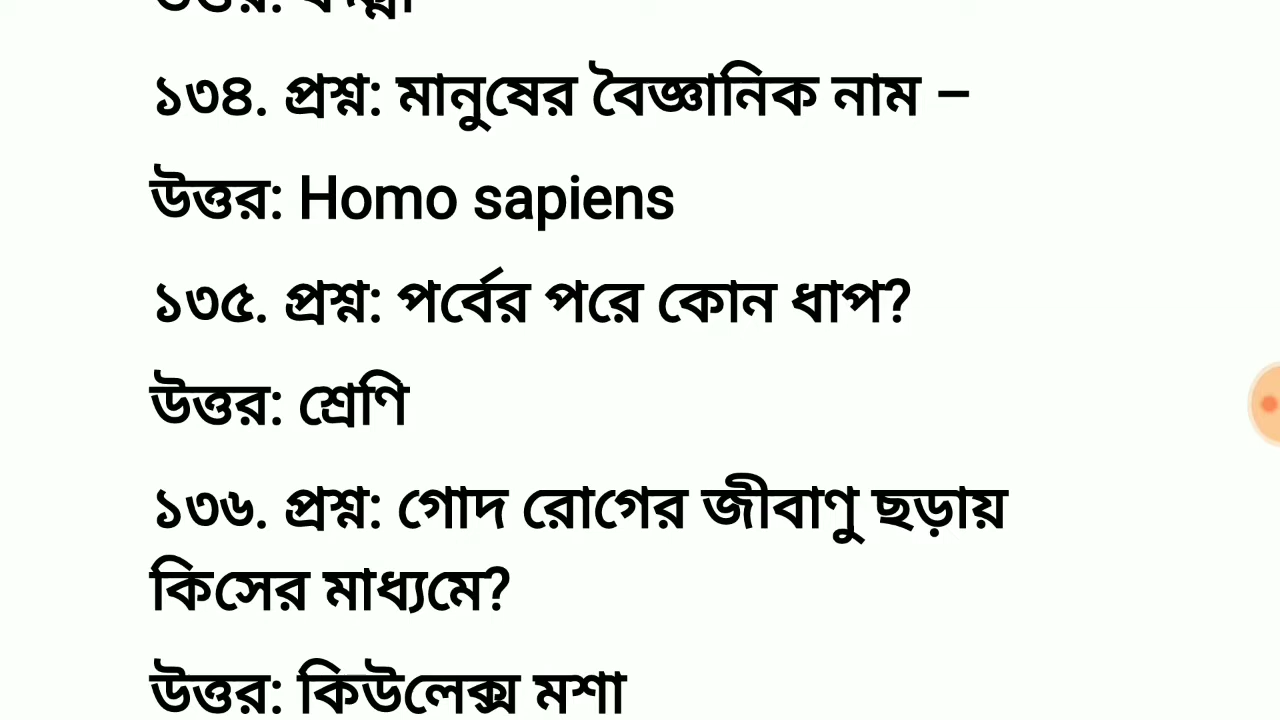 ১৩৪. প্রশ্ন: মানুষের বৈজ্ঞানিক নাম –
উত্তর: Homo sapiens
১৩৫. প্রশ্ন: পর্বের পরে কোন ধাপ?
উত্তর: শ্রেণি
১৩৬. প্রশ্ন: গোদ রোগের জীবাণু ছড়ায়
কিসের মাধ্যমে?
উত্তর: কিউলেক্স মশা